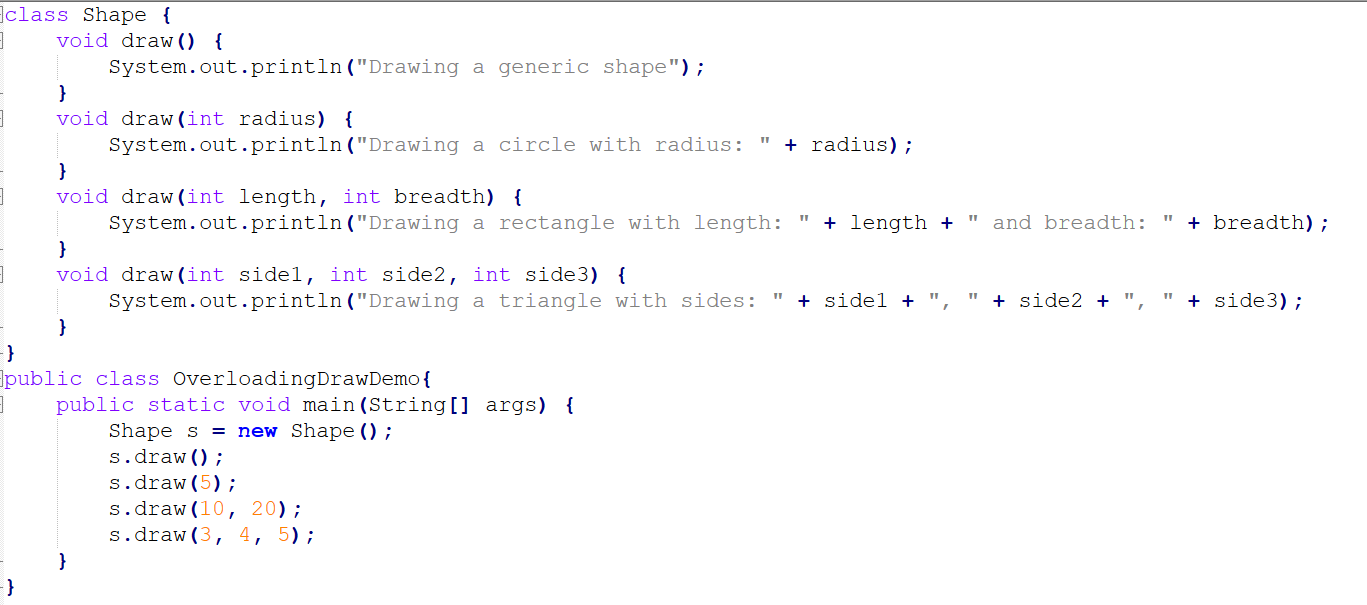 class Shape {
    void draw() {
        System.out.println("Drawing a generic shape");
    }
    void draw(int radius) {
        System.out.println("Drawing a circle with radius: " + radius);
    }
    void draw(int length, int breadth) {
        System.out.println("Drawing a rectangle with length: " + length + " and breadth: " + breadth);
    }
    void draw(int side1, int side2, int side3) {
        System.out.println("Drawing a triangle with sides: " + side1 + ", " + side2 + ", " + side3);
    }
}
public class OverloadingDrawDemo{
    public static void main(String[] args) {
        Shape s = new Shape();
        s.draw();
        s.draw(5);
        s.draw(10, 20);
        s.draw(3, 4, 5);
    }
}